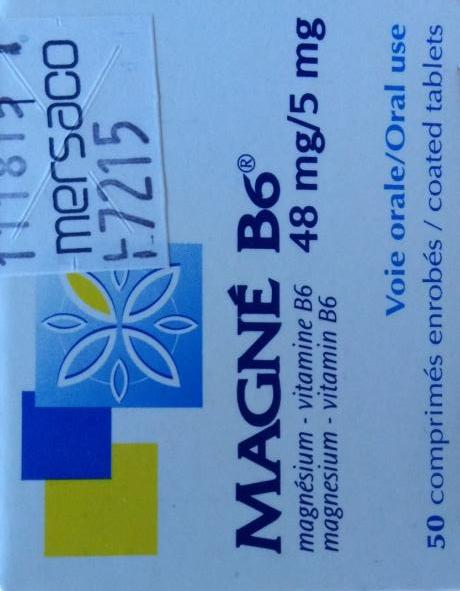 mersaco
17215
MAGNÉ B6®
magnésium - vitamine B6 48 mg/5 mg
magnesium - vitamin B6
Voie orale/Oral use
50 comprimés enrobés / coated tablets